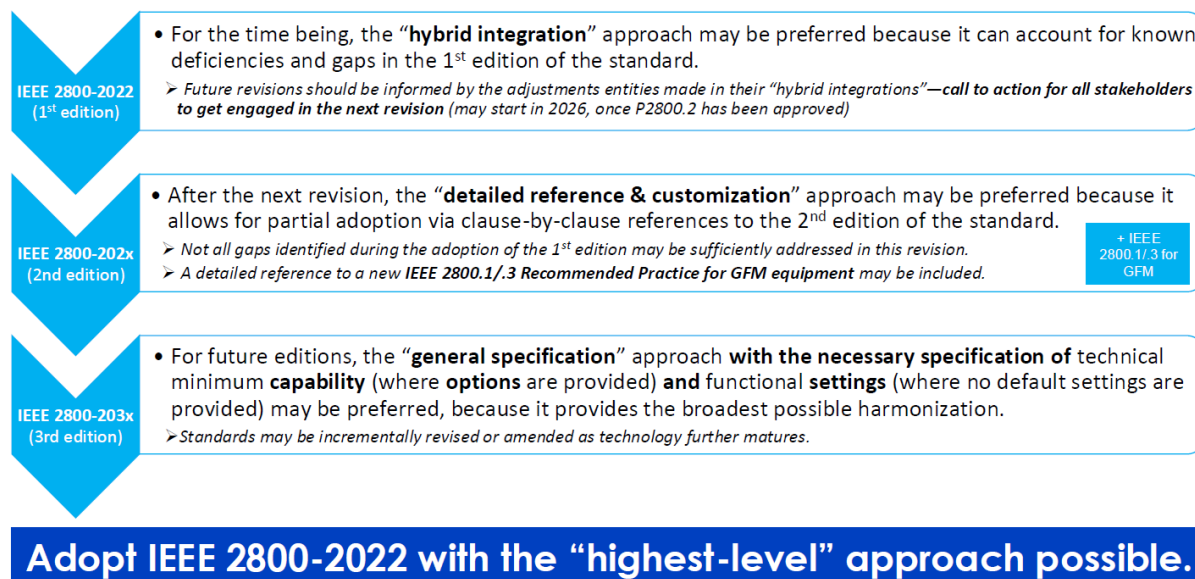 IEEE 2800-2022
(1st edition)
• For the time being, the “hybrid integration” approach may be preferred because it can account for known
deficiencies and gaps in the 1st edition of the standard.
➢ Future revisions should be informed by the adjustments entities made in their “hybrid integrations”—call to action for all stakeholders
to get engaged in the next revision (may start in 2026, once P2800.2 has been approved)
IEEE 2800-202x
(2nd edition)
• After the next revision, the “detailed reference & customization” approach may be preferred because it
allows for partial adoption via clause-by-clause references to the 2nd edition of the standard.
➢ Not all gaps identified during the adoption of the 1st edition may be sufficiently addressed in this revision.
➢ A detailed reference to a new IEEE 2800.1/.3 Recommended Practice for GFM equipment may be included.
+ IEEE
2800.1/.3 for
GFM
IEEE 2800-203x
(3rd edition)
• For future editions, the “general specification” approach with the necessary specification of technical
minimum capability (where options are provided) and functional settings (where no default settings are
provided) may be preferred, because it provides the broadest possible harmonization.
➢Standards may be incrementally revised or amended as technology further matures.
Adopt IEEE 2800-2022 with the “highest-level” approach possible.